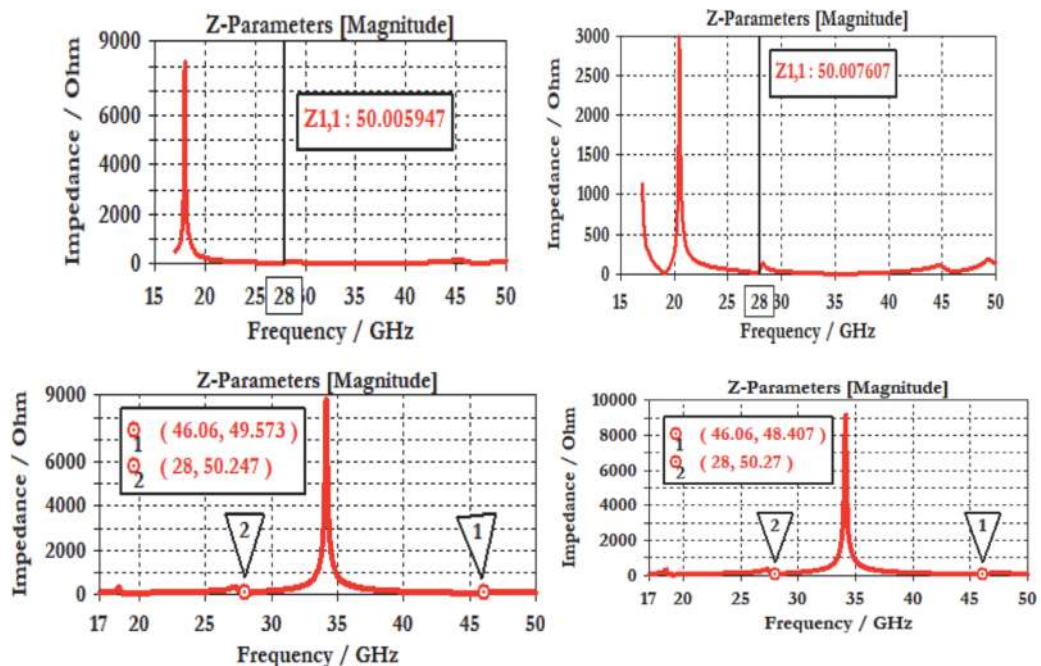 Z-Parameters [Magnitude]
Impedance / Ohm
9000
8000
6000
4000
2000
0
Z1,1 : 50.005947
15 20 28 30 35 40 45 50
Frequency / GHz
Z-Parameters [Magnitude]
Impedance / Ohm
3000
2500
2000
1500
1000
500
0
Z1,1 : 50.007607
15 20 28 30 35 40 45 50
Frequency / GHz
Z-Parameters [Magnitude]
Impedance / Ohm
9000
8000
6000
4000
2000
0
1 ( 46.06, 49.573 )
2 ( 28, 50.247 )
2 1
17 20 25 30 35 40 45 50
Frequency / GHz
Z-Parameters [Magnitude]
Impedance / Ohm
10000
8000
6000
4000
2000
0
1 ( 46.06, 48.407 )
2 ( 28, 50.27 )
2 1
17 20 25 30 35 40 45 50
Frequency / GHz